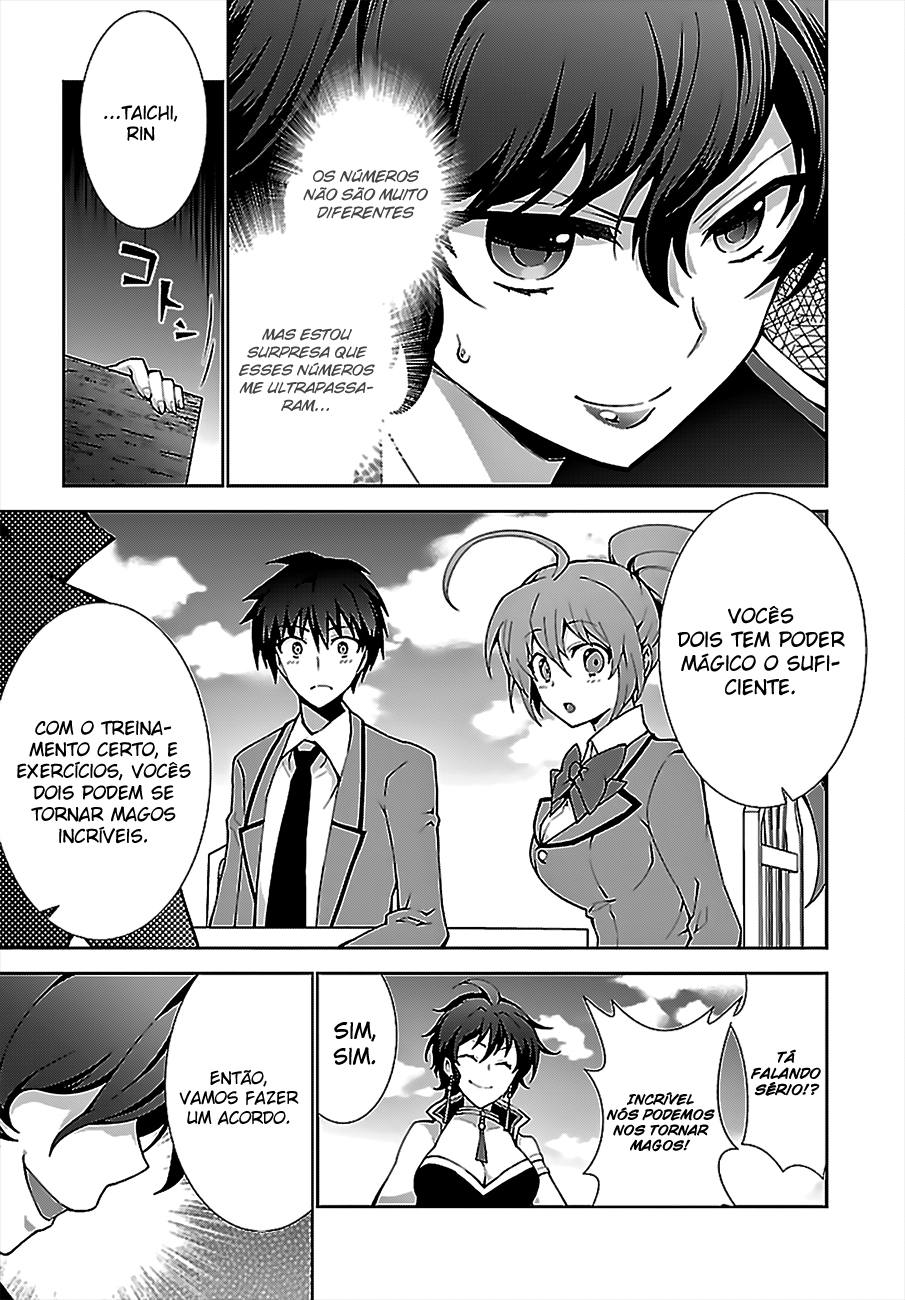 OS NÚMEROS
NÃO SÃO MUITO
DIFERENTES
MAS ESTOU
SURPRESA QUE
ESSES NÚMEROS
ME ULTRAPASSA-
RAM...
...TAICHI,
RIN
コトン
VOCÊS
DOIS TEM PODER
MÁGICO O SUFI-
CIENTE.
COM O TREINA-
MENTO CERTO, E
EXERCÍCIOS, VOCÊS
DOIS PODEM SE
TORNAR MAGOS
INCRÍVEIS.
TÁ
FALANDO
SÉRIO!?
INCRÍVEL
NÓS PODEMOS
NOS TORNAR
MAGOS!
SIM,
SIM.
ENTÃO,
VAMOS FAZER
UM ACORDO.